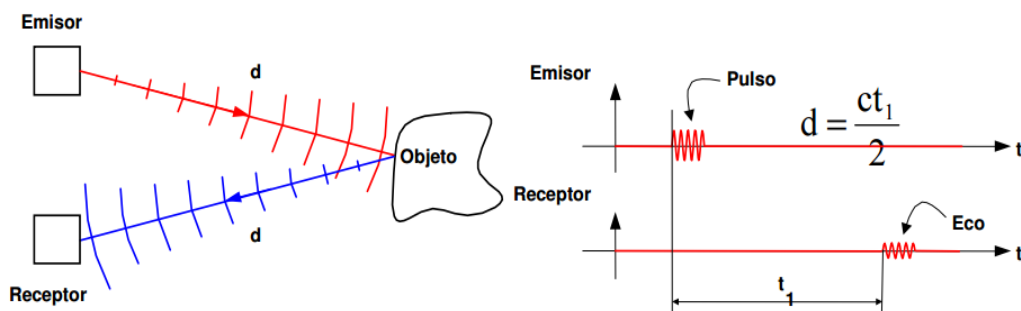 Emisor
d
Objeto
d
Receptor
Emisor
Pulso
d = ct₁/2
t
Receptor
Eco
t
t₁